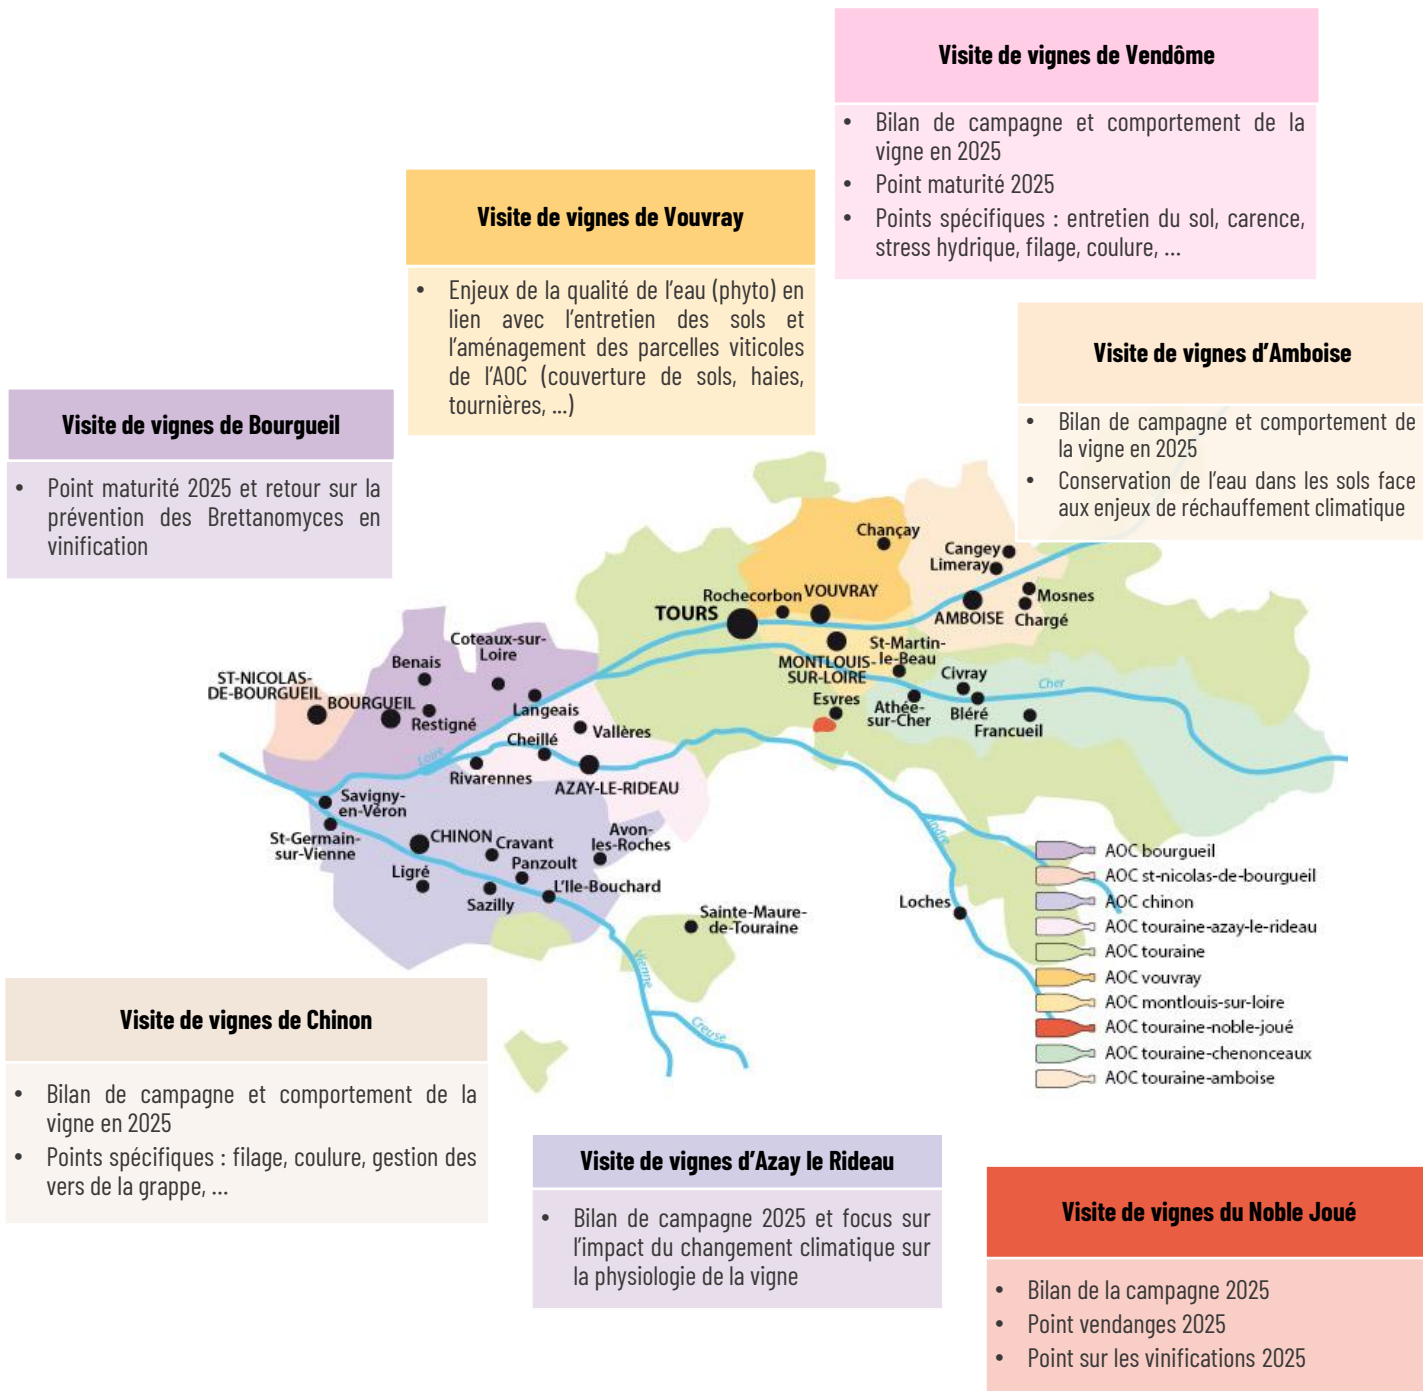 Visite de vignes de Vendôme
• Bilan de campagne et comportement de la
vigne en 2025
• Point maturité 2025
• Points spécifiques : entretien du sol, carence,
stress hydrique, filage, coulure, ...
Visite de vignes de Vouvray
• Enjeux de la qualité de l'eau (phyto) en
lien avec l'entretien des sols et
l'aménagement des parcelles viticoles
de l'AOC (couverture de sols, haies,
tournières, ...)
Visite de vignes d'Amboise
• Bilan de campagne et comportement de
la vigne en 2025
• Conservation de l'eau dans les sols face
aux enjeux de réchauffement climatique
Visite de vignes de Bourgueil
• Point maturité 2025 et retour sur la
prévention des Brettanomyces en
vinification
Chançay
Cangey
Limeray
Rochecorbon
VOUVRAY
TOURS
Mosnes
AMBOISE
Chargé
Coteaux-sur-
Loire
Benais
MONTLOUIS-
SUR-LOIRE
St-Martin-
le-Beau
Civray
Cher
ST-NICOLAS-
DE-BOURGUEIL
BOURGUEIL
Restigné
Langeais
Esvres
Athée-
sur-Cher
Bléré
Francueil
Vallères
Cheillé
Loire
Rivarennes
AZAY-LE-RIDEAU
Savigny-
en-Véron
St-Germain-
sur-Vienne
CHINON
Cravant
Avon-
les-Roches
Panzoult
Ligré
L'Ile-Bouchard
Sazilly
Indre
Loches
Sainte-Maure-
de-Touraine
Vienne
Creuse
AOC bourgueil
AOC st-nicolas-de-bourgueil
AOC chinon
AOC touraine-azay-le-rideau
AOC touraine
AOC vouvray
AOC montlouis-sur-loire
AOC touraine-noble-joué
AOC touraine-chenonceaux
AOC touraine-amboise
Visite de vignes de Chinon
• Bilan de campagne et comportement de la
vigne en 2025
• Points spécifiques : filage, coulure, gestion des
vers de la grappe, ...
Visite de vignes d'Azay le Rideau
• Bilan de campagne 2025 et focus sur
l'impact du changement climatique sur
la physiologie de la vigne
Visite de vignes du Noble Joué
• Bilan de la campagne 2025
• Point vendanges 2025
• Point sur les vinifications 2025